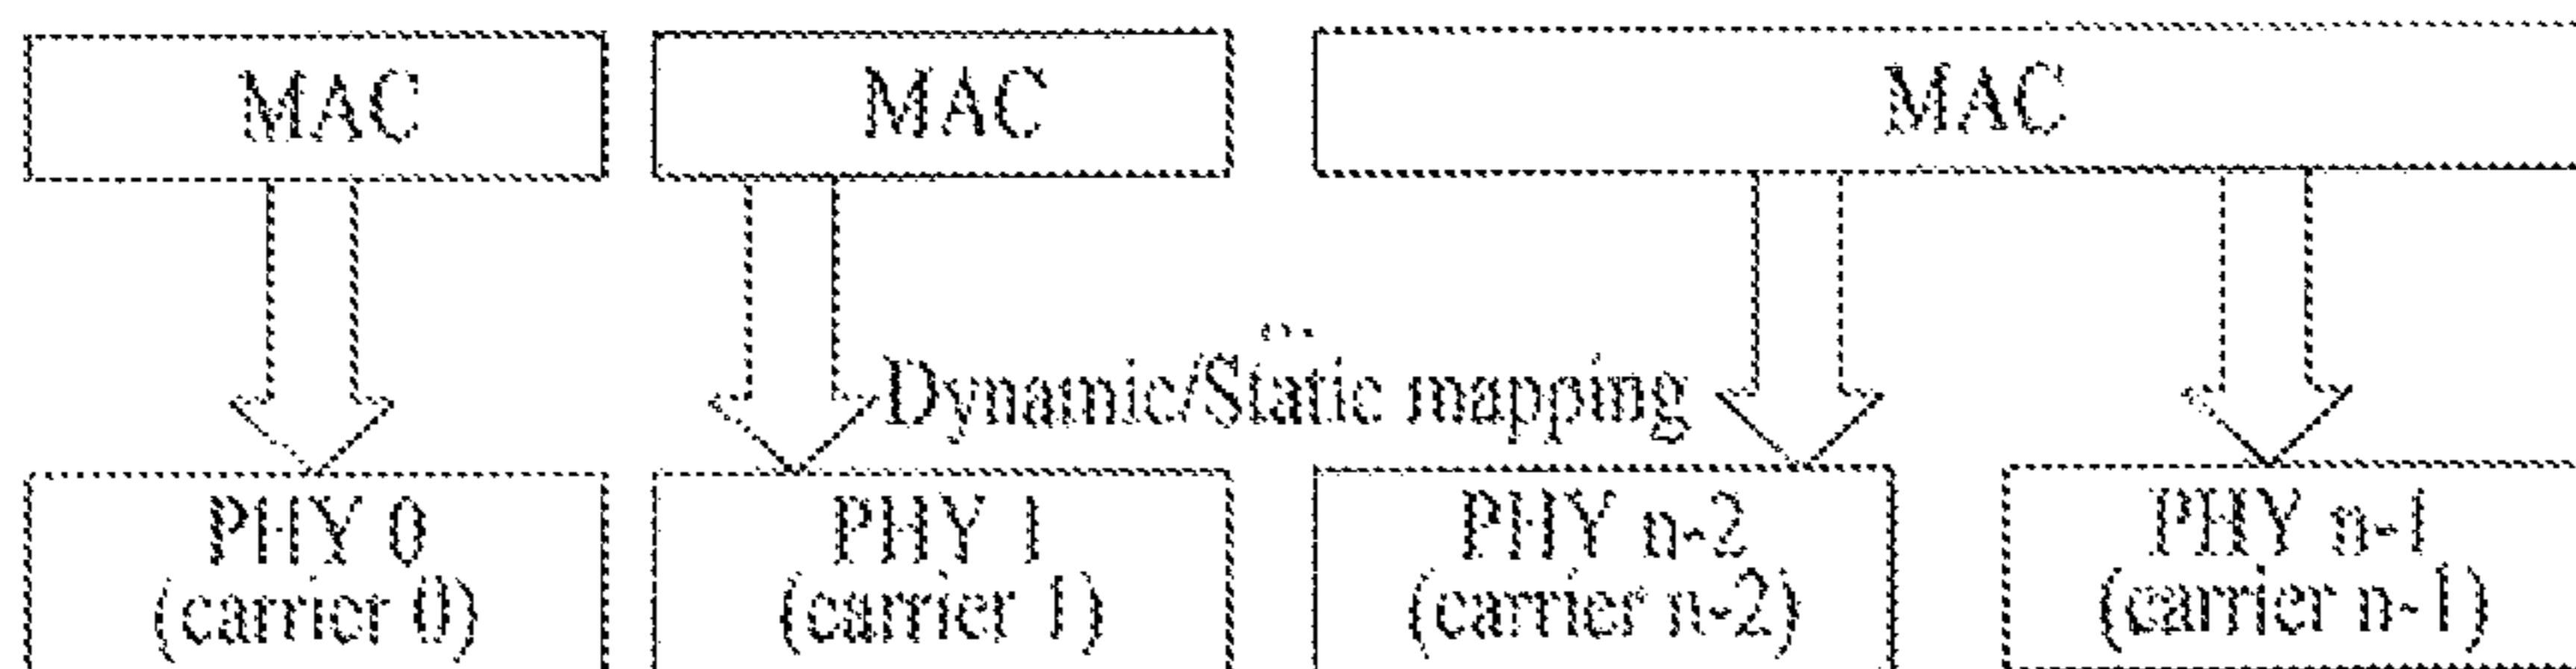 MAC
MAC
MAC
...
Dynamic/Static mapping
PHY 0
(carrier 0)
PHY 1
(carrier 1)
PHY n-2
(carrier n-2)
PHY n-1
(carrier n-1)